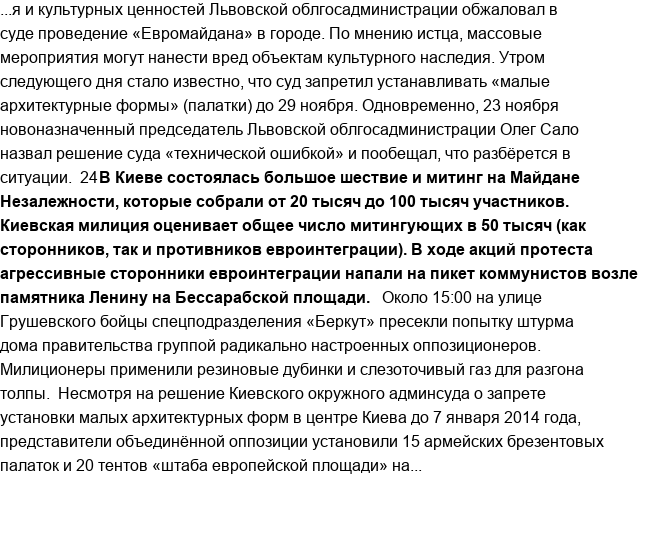 ...я и культурных ценностей Львовской облгосадминистрации обжаловал в
суде проведение «Евромайдана» в городе. По мнению истца, массовые
мероприятия могут нанести вред объектам культурного наследия. Утром
следующего дня стало известно, что суд запретил устанавливать «малые
архитектурные формы» (палатки) до 29 ноября. Одновременно, 23 ноября
новоназначенный председатель Львовской облгосадминистрации Олег Сало
назвал решение суда «технической ошибкой» и пообещал, что разбёрется в
ситуации.  24В Киеве состоялась большое шествие и митинг на Майдане
Незалежности, которые собрали от 20 тысяч до 100 тысяч участников.
Киевская милиция оценивает общее число митингующих в 50 тысяч (как
сторонников, так и противников евроинтеграции). В ходе акций протеста
агрессивные сторонники евроинтеграции напали на пикет коммунистов возле
памятника Ленину на Бессарабской площади.   Около 15:00 на улице
Грушевского бойцы спецподразделения «Беркут» пресекли попытку штурма
дома правительства группой радикально настроенных оппозиционеров.
Милиционеры применили резиновые дубинки и слезоточивый газ для разгона
толпы.  Несмотря на решение Киевского окружного админсуда о запрете
установки малых архитектурных форм в центре Киева до 7 января 2014 года,
представители объединённой оппозиции установили 15 армейских брезентовых
палаток и 20 тентов «штаба европейской площади» на...